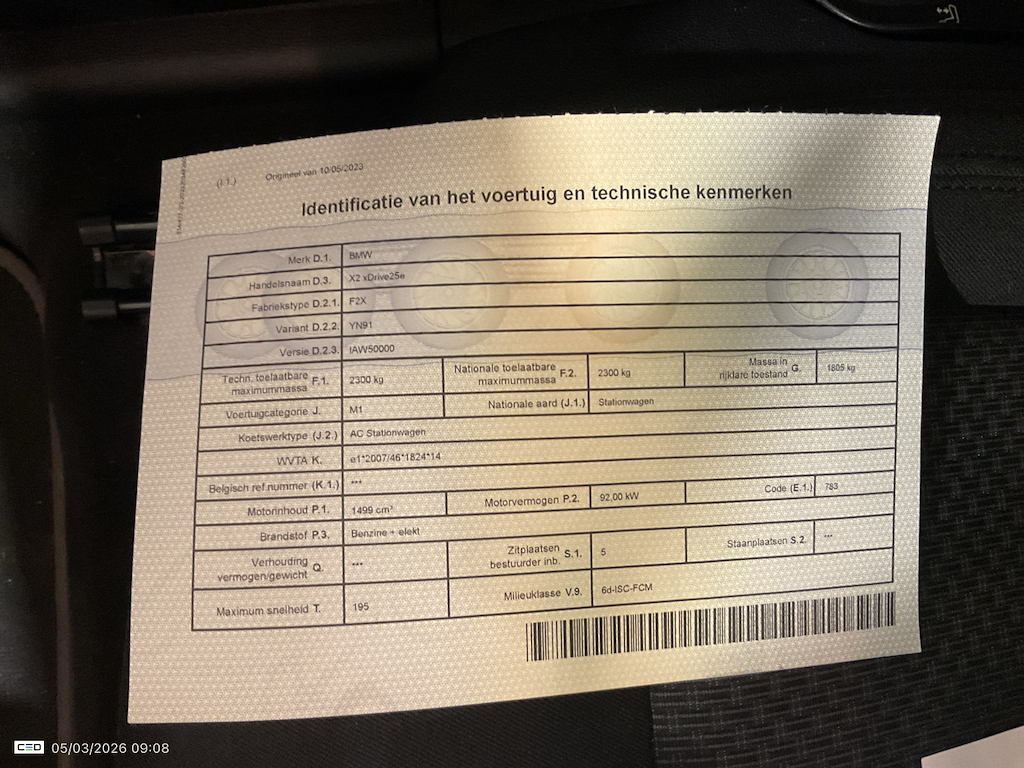 (I.1.) Origineel van 10/05/2023
Identificatie van het voertuig en technische kenmerken
Merk D.1. BMW
Handelsnaam D.3. X2 xDrive25e
Fabriekstype D.2.1. F2X
Variant D.2.2. YN91
Versie D.2.3. IAW50000
Techn. toelaatbare maximummassa F.1. 2300 kg Nationale toelaatbare maximummassa F.2. 2300 kg Massa in rijklare toestand G. 1805 kg
Voertuigcategorie J. M1 Nationale aard (J.1.) Stationwagen
Koetswerktype (J.2.) AC Stationwagen
WVTA K. e1*2007/46*1824*14
Belgisch ref.nummer (K.1.) ***
Motorinhoud P.1. 1499 cm³ Motorvermogen P.2. 92,00 kW Code (E.1.) 783
Brandstof P.3. Benzine + elekt
Verhouding vermogen/gewicht Q. *** Zitplaatsen bestuurder inb. S.1. 5 Staanplaatsen S.2. ***
Maximum snelheid T. 195 Milieuklasse V.9. 6d-ISC-FCM
CEO 05/03/2026 09:08